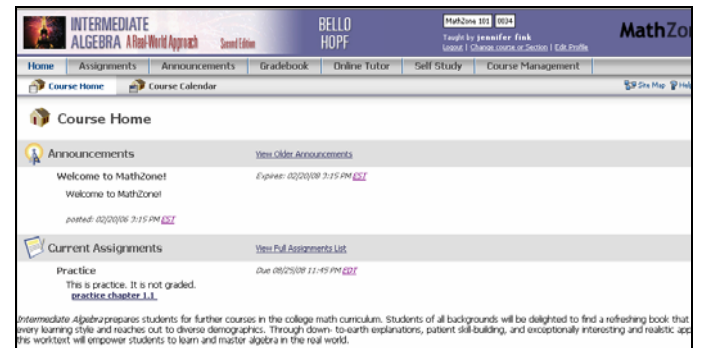 INTERMEDIATE
ALGEBRA A Real-World Approach Second Edition
BELLO
HOPF
MathZone 101 0034
Taught by jennifer fink
Logout | Change course or Section | Edit Profile
MathZo
Home Assignments Announcements Gradebook Online Tutor Self Study Course Management
Course Home Course Calendar Site Map Help
Course Home
Announcements View Older Announcements
Welcome to MathZone! Expires: 02/20/09 3:15 PM EST
Welcome to MathZone!
posted: 02/20/06 3:15 PM EST
Current Assignments View Full Assignments List
Practice Due 08/25/08 11:45 PM EDT
This is practice. It is not graded.
practice chapter 1.1
Intermediate Algebra prepares students for further courses in the college math curriculum. Students of all backgrounds will be delighted to find a refreshing book that
every learning style and reaches out to diverse demographics. Through down- to-earth explanations, patient skill-building, and exceptionally interesting and realistic app
this worktext will empower students to learn and master algebra in the real world.